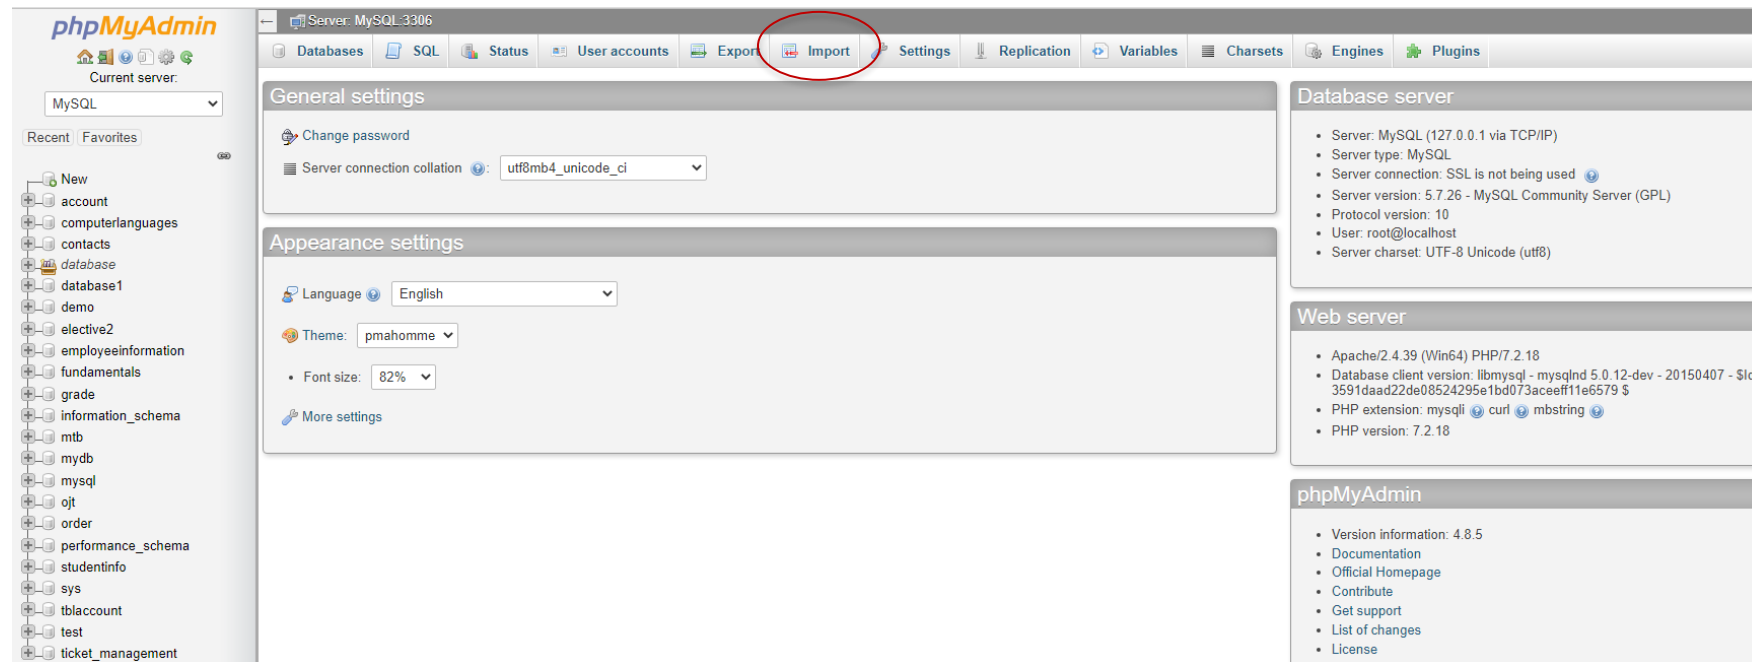 phpMyAdmin
Current server:
MySQL
Recent Favorites
New
account
computerlanguages
contacts
database
database1
demo
elective2
employeeinformation
fundamentals
grade
information_schema
mtb
mydb
mysql
ojt
order
performance_schema
studentinfo
sys
tblaccount
test
ticket_management
Server: MySQL:3306
Databases SQL Status User accounts Export Import Settings Replication Variables Charsets Engines Plugins
General settings
Change password
Server connection collation : utf8mb4_unicode_ci
Appearance settings
Language English
Theme: pmahomme
• Font size: 82%
More settings
Database server
• Server: MySQL (127.0.0.1 via TCP/IP)
• Server type: MySQL
• Server connection: SSL is not being used
• Server version: 5.7.26 - MySQL Community Server (GPL)
• Protocol version: 10
• User: root@localhost
• Server charset: UTF-8 Unicode (utf8)
Web server
• Apache/2.4.39 (Win64) PHP/7.2.18
• Database client version: libmysql - mysqlnd 5.0.12-dev - 20150407 - $Id
3591daad22de08524295e1bd073aceeff11e6579 $
• PHP extension: mysqli curl mbstring
• PHP version: 7.2.18
phpMyAdmin
• Version information: 4.8.5
• Documentation
• Official Homepage
• Contribute
• Get support
• List of changes
• License